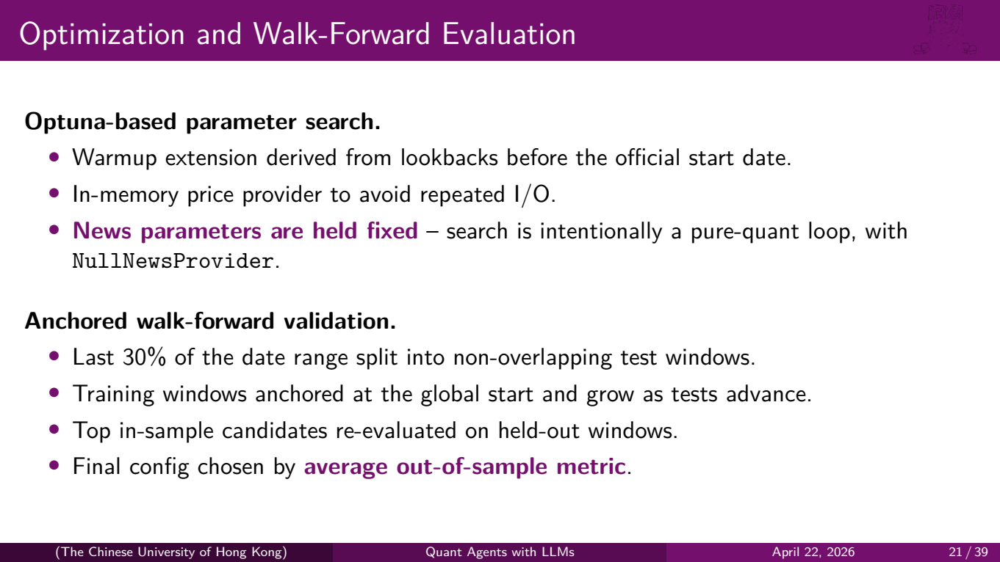 Optimization and Walk-Forward Evaluation
Optuna-based parameter search.
• Warmup extension derived from lookbacks before the official start date.
• In-memory price provider to avoid repeated I/O.
• News parameters are held fixed – search is intentionally a pure-quant loop, with
NullNewsProvider.
Anchored walk-forward validation.
• Last 30% of the date range split into non-overlapping test windows.
• Training windows anchored at the global start and grow as tests advance.
• Top in-sample candidates re-evaluated on held-out windows.
• Final config chosen by average out-of-sample metric.
(The Chinese University of Hong Kong) Quant Agents with LLMs April 22, 2026 21 / 39